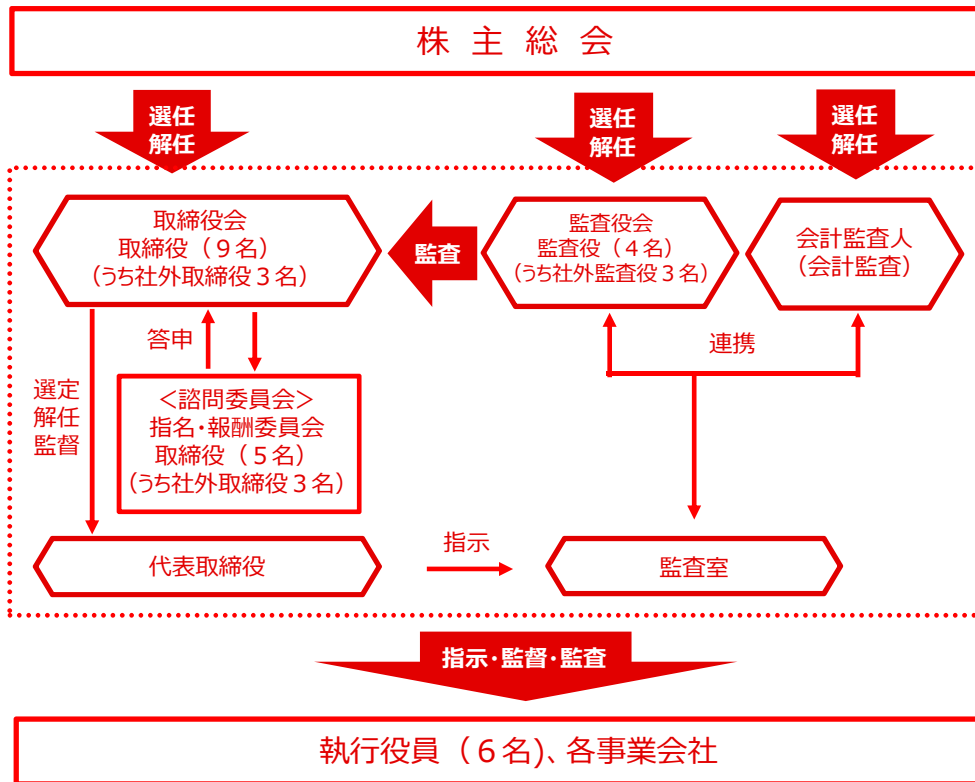 株 主 総 会
選任
解任
選任
解任
選任
解任
取締役会
取締役（９名）
(うち社外取締役３名)
監査
監査役会
監査役（４名）
(うち社外監査役３名)
会計監査人
(会計監査)
答申
連携
選定
解任
監督
＜諮問委員会＞
指名・報酬委員会
取締役（５名）
(うち社外取締役３名)
代表取締役
指示
監査室
指示・監督・監査
執行役員（６名)、各事業会社